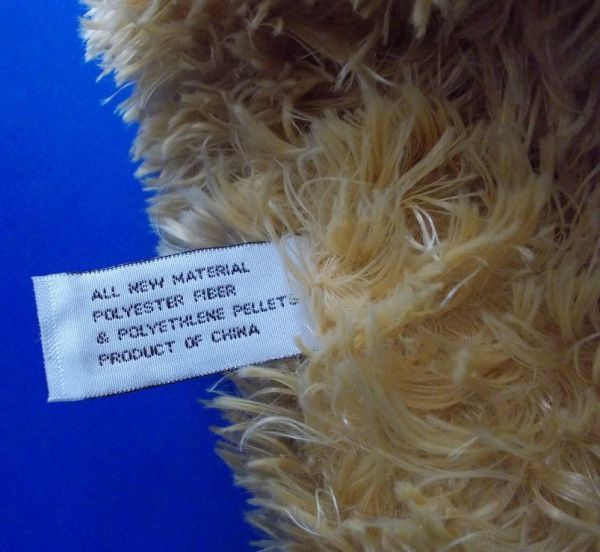 ALL NEW MATERIAL
POLYESTER FIBER
& POLYETHLENE PELLETS
PRODUCT OF CHINA